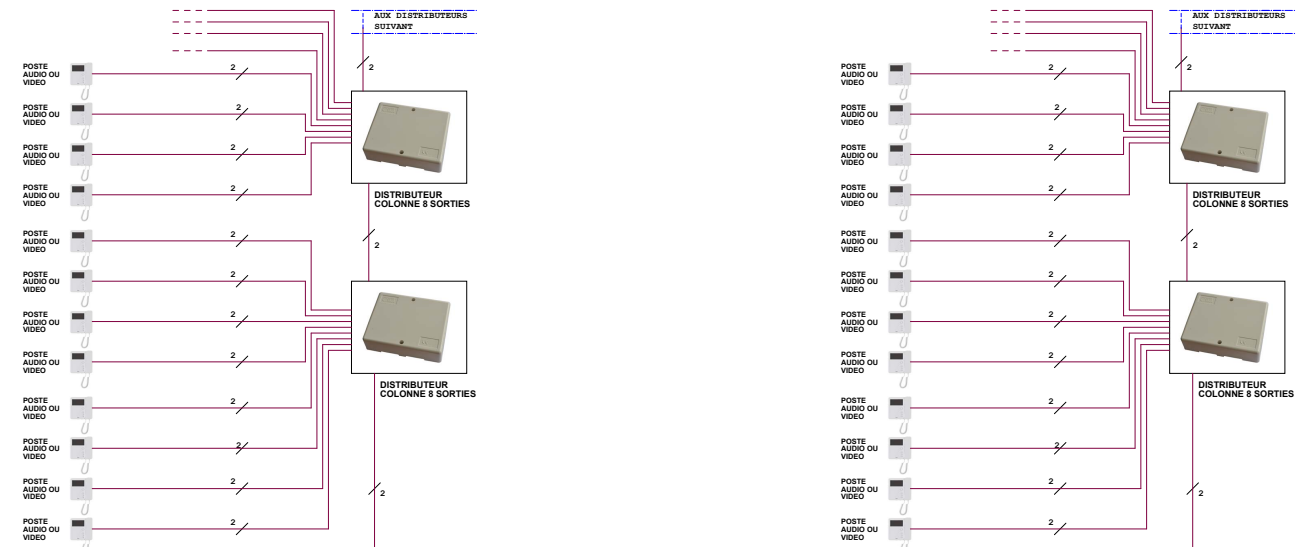 AUX DISTRIBUTEURS
SUIVANT
2
POSTE
AUDIO OU
VIDEO
2
POSTE
AUDIO OU
VIDEO
2
POSTE
AUDIO OU
VIDEO
2
POSTE
AUDIO OU
VIDEO
2
DISTRIBUTEUR
COLONNE 8 SORTIES
2
POSTE
AUDIO OU
VIDEO
2
POSTE
AUDIO OU
VIDEO
2
POSTE
AUDIO OU
VIDEO
2
POSTE
AUDIO OU
VIDEO
2
DISTRIBUTEUR
COLONNE 8 SORTIES
POSTE
AUDIO OU
VIDEO
2
POSTE
AUDIO OU
VIDEO
2
POSTE
AUDIO OU
VIDEO
2
2
POSTE
AUDIO OU
VIDEO
2
AUX DISTRIBUTEURS
SUIVANT
2
POSTE
AUDIO OU
VIDEO
2
POSTE
AUDIO OU
VIDEO
2
POSTE
AUDIO OU
VIDEO
2
POSTE
AUDIO OU
VIDEO
2
DISTRIBUTEUR
COLONNE 8 SORTIES
2
POSTE
AUDIO OU
VIDEO
2
POSTE
AUDIO OU
VIDEO
2
POSTE
AUDIO OU
VIDEO
2
POSTE
AUDIO OU
VIDEO
2
DISTRIBUTEUR
COLONNE 8 SORTIES
POSTE
AUDIO OU
VIDEO
2
POSTE
AUDIO OU
VIDEO
2
POSTE
AUDIO OU
VIDEO
2
2
POSTE
AUDIO OU
VIDEO
2